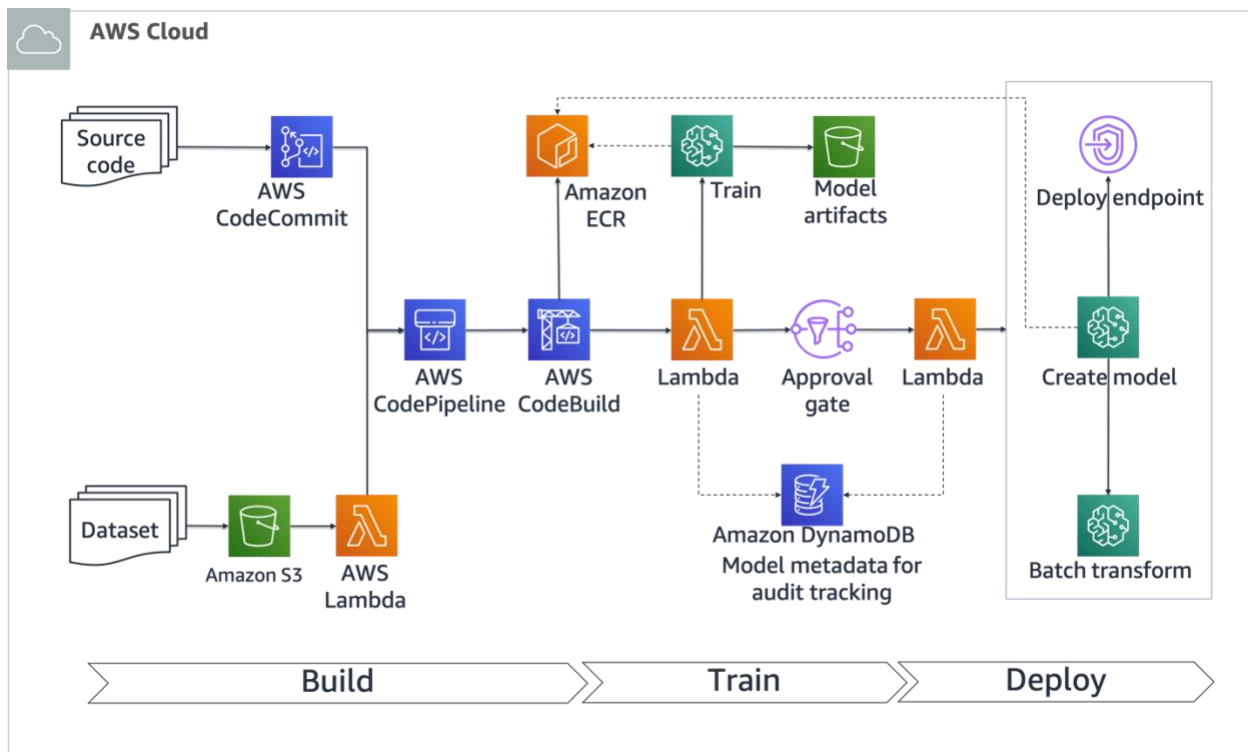 AWS Cloud
Source
code
AWS
CodeCommit
Amazon
ECR
Train
Model
artifacts
Deploy endpoint
AWS
CodePipeline
AWS
CodeBuild
Lambda
Approval
gate
Lambda
Create model
Dataset
Amazon S3
AWS
Lambda
Amazon DynamoDB
Model metadata for
audit tracking
Batch transform
Build
Train
Deploy